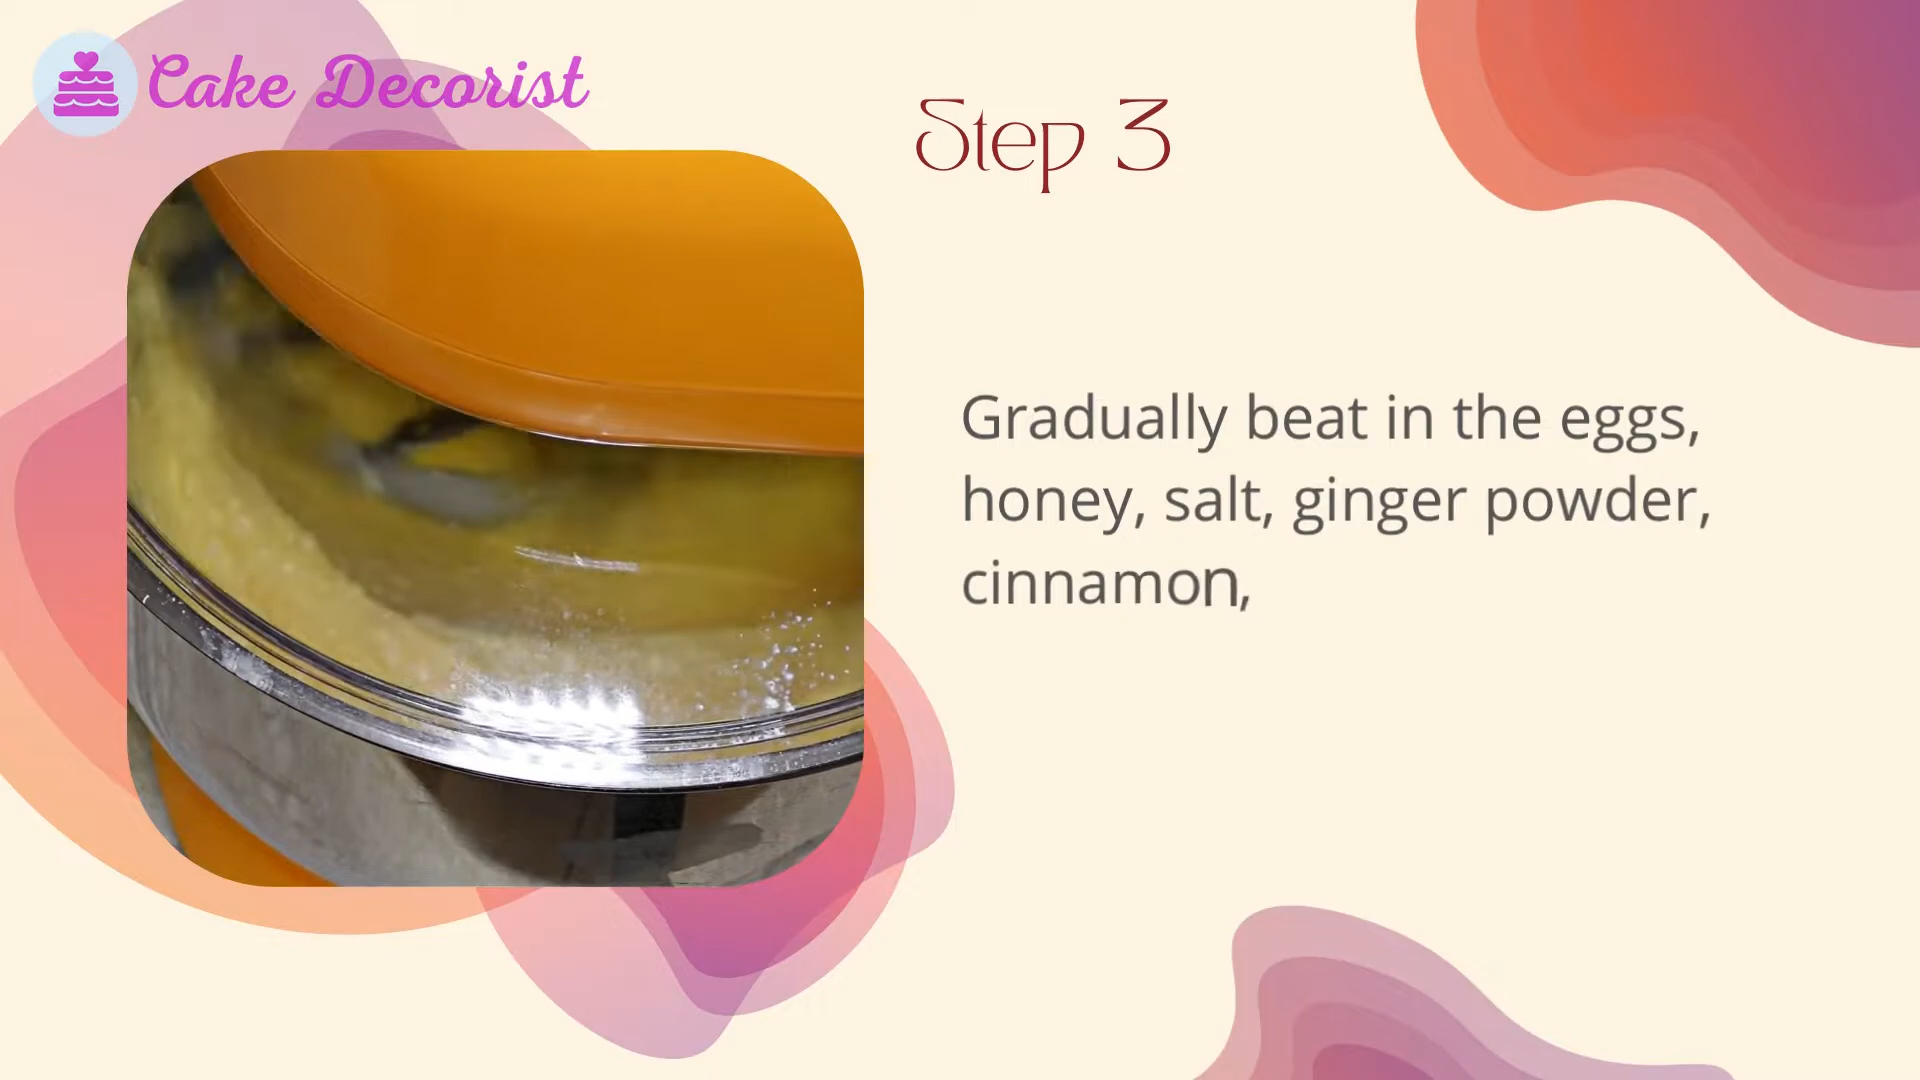 Cake Decorist
Step 3
Gradually beat in the eggs,
honey, salt, ginger powder,
cinnamon,